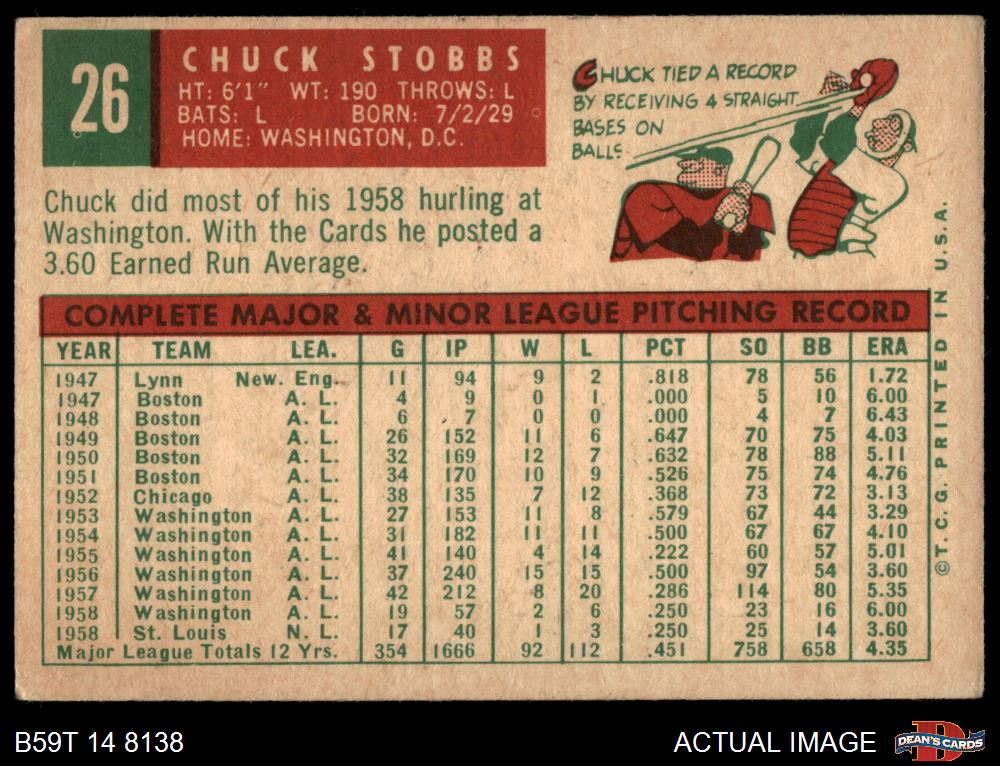 26
CHUCK STOBBS
HT: 6'1" WT: 190 THROWS: L
BATS: L BORN: 7/2/29
HOME: WASHINGTON, D.C.
CHUCK TIED A RECORD
BY RECEIVING 4 STRAIGHT
BASES ON
BALLS.
Chuck did most of his 1958 hurling at
Washington. With the Cards he posted a
3.60 Earned Run Average.
COMPLETE MAJOR & MINOR LEAGUE PITCHING RECORD
YEAR TEAM LEA. G IP W L PCT SO BB ERA
1947 Lynn New. Eng. 11 94 9 2 .818 78 56 1.72
1947 Boston A. L. 4 9 0 1 .000 5 10 6.00
1948 Boston A. L. 6 7 0 0 .000 4 7 6.43
1949 Boston A. L. 26 152 11 6 .647 70 75 4.03
1950 Boston A. L. 32 169 12 7 .632 78 88 5.11
1951 Boston A. L. 34 170 10 9 .526 75 74 4.76
1952 Chicago A. L. 38 135 7 12 .368 73 72 3.13
1953 Washington A. L. 27 153 11 8 .579 67 44 3.29
1954 Washington A. L. 31 182 11 11 .500 67 67 4.10
1955 Washington A. L. 41 140 4 14 .222 60 57 5.01
1956 Washington A. L. 37 240 15 15 .500 97 54 3.60
1957 Washington A. L. 42 212 8 20 .286 114 80 5.35
1958 Washington A. L. 19 57 2 6 .250 23 16 6.00
1958 St. Louis N. L. 17 40 1 3 .250 25 14 3.60
Major League Totals 12 Yrs. 354 1666 92 112 .451 758 658 4.35
©T. C. G. PRINTED IN U.S.A.
B59T 14 8138
ACTUAL IMAGE
DEAN'S CARDS